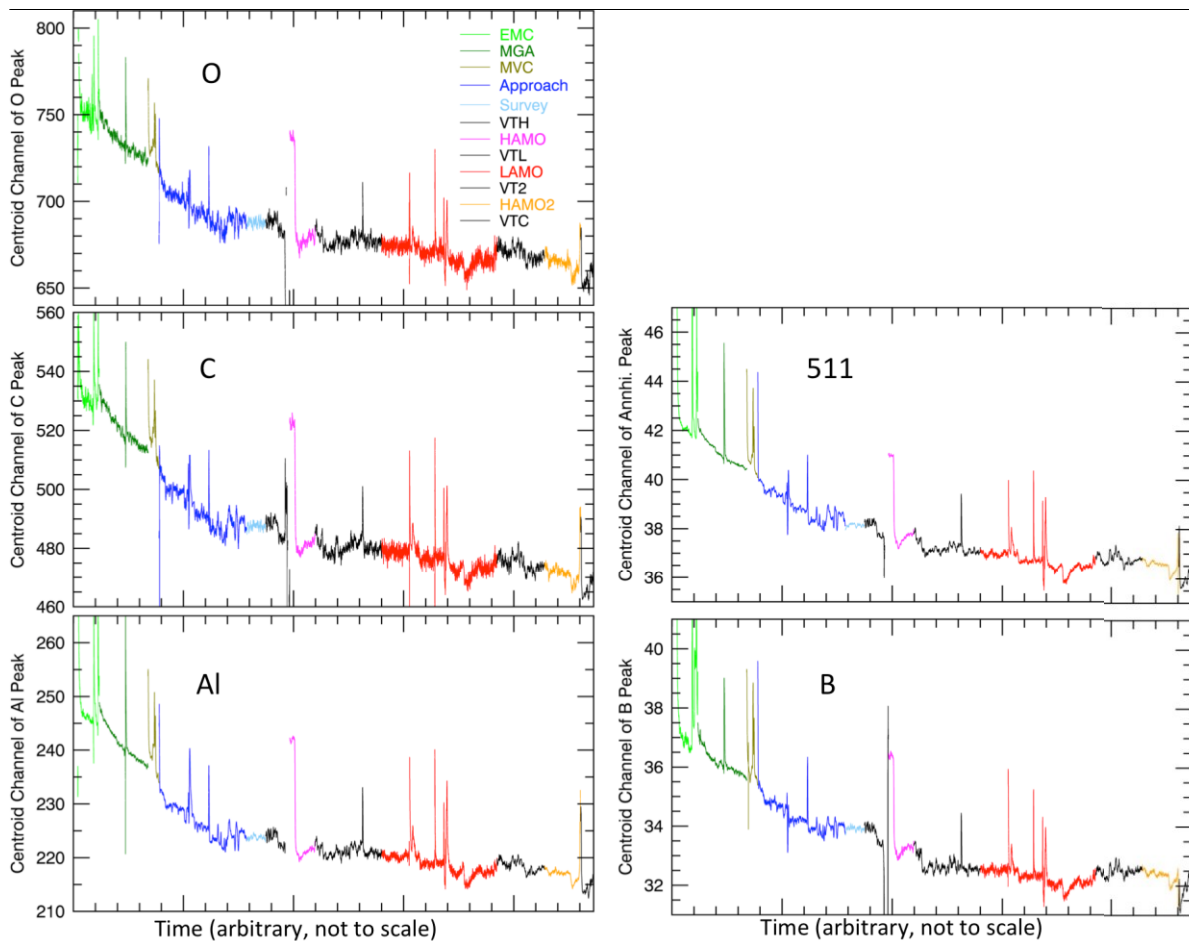 800
750
700
650
Centroid Channel of O Peak
O
EMC
MGA
MVC
Approach
Survey
VTH
HAMO
VTL
LAMO
VT2
HAMO2
VTC
560
540
520
500
480
460
Centroid Channel of C Peak
C
260
250
240
230
220
210
Centroid Channel of Al Peak
Al
Time (arbitrary, not to scale)
46
44
42
40
38
36
Centroid Channel of Annhi. Peak
511
40
38
36
34
32
Centroid Channel of B Peak
B
Time (arbitrary, not to scale)